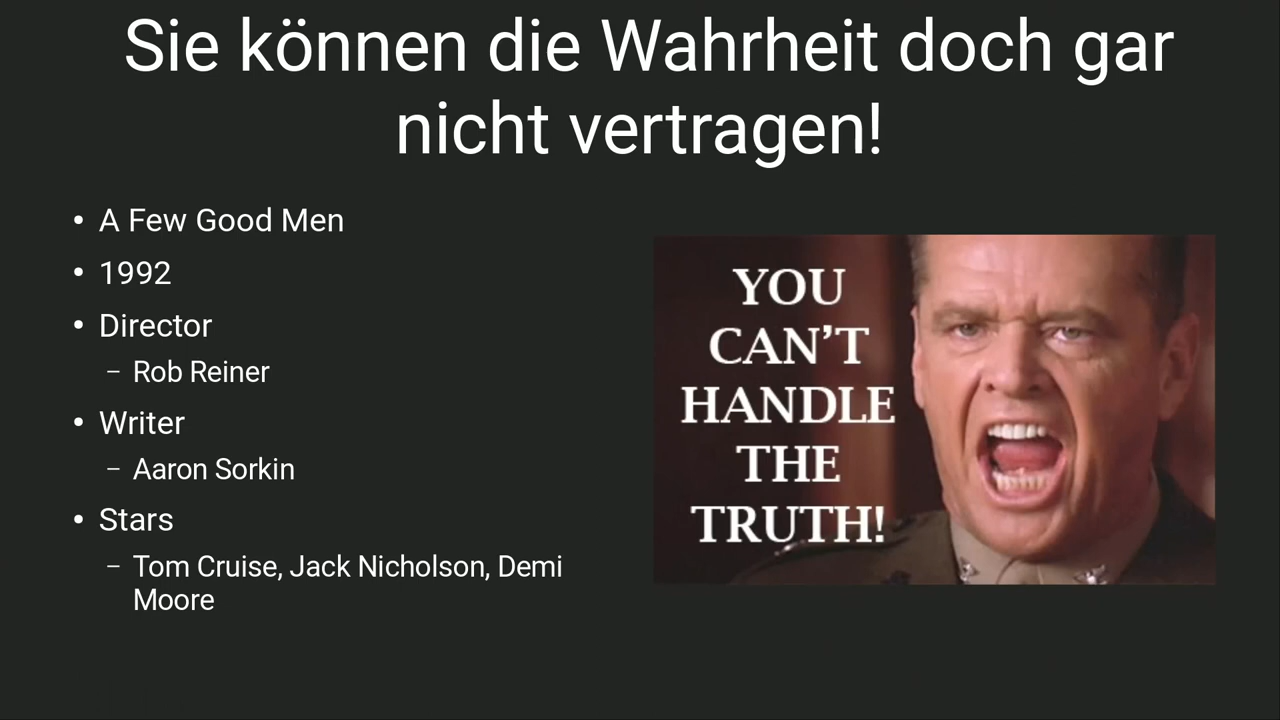 Sie können die Wahrheit doch gar
nicht vertragen!
• A Few Good Men
• 1992
• Director
– Rob Reiner
• Writer
– Aaron Sorkin
• Stars
– Tom Cruise, Jack Nicholson, Demi
Moore
YOU
CAN’T
HANDLE
THE
TRUTH!